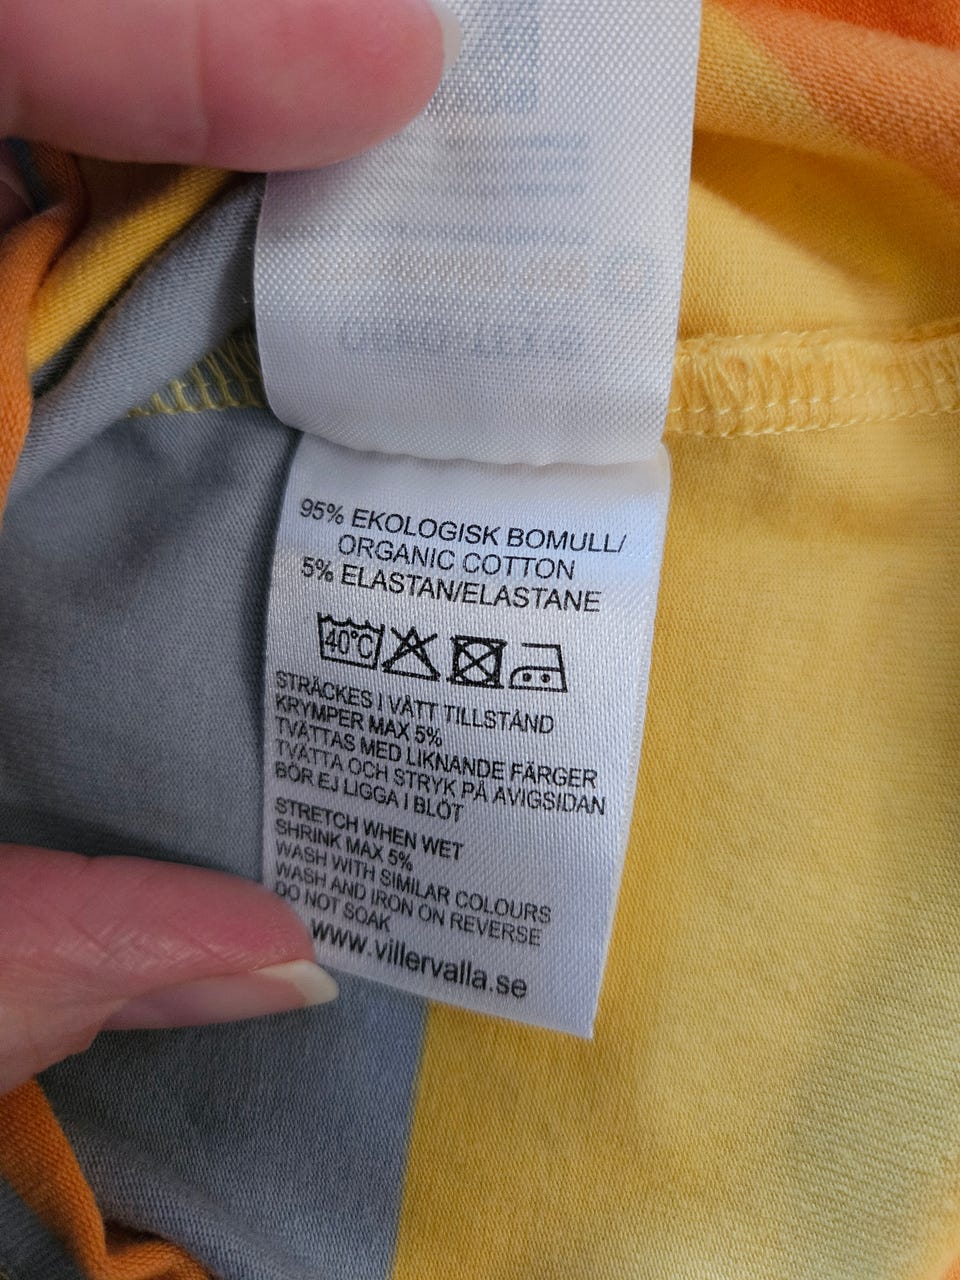 95% EKOLOGISK BOMULL/
ORGANIC COTTON
5% ELASTAN/ELASTANE
40°C
STRÄCKES I VÅTT TILLSTÅND
KRYMPER MAX 5%
TVÄTTAS MED LIKNANDE FÄRGER
TVÄTTA OCH STRYK PÅ AVIGSIDAN
BÖR EJ LIGGA I BLÖT
STRETCH WHEN WET
SHRINK MAX 5%
WASH WITH SIMILAR COLOURS
WASH AND IRON ON REVERSE
DO NOT SOAK
www.villervalla.se